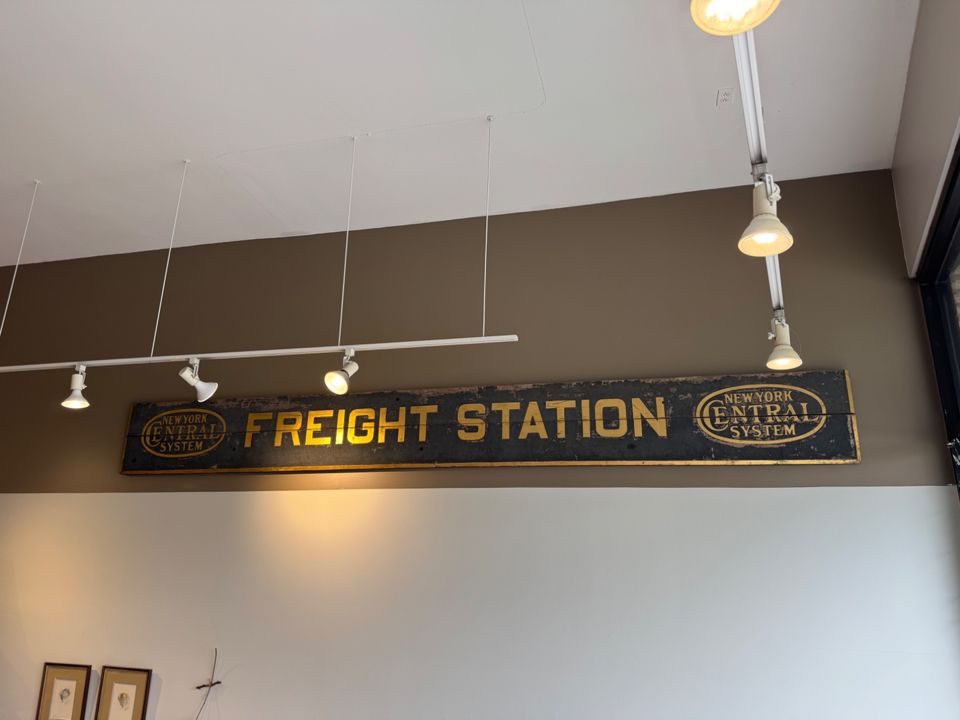 NEW YORK
CENTRAL
SYSTEM
FREIGHT STATION
NEW YORK
CENTRAL
SYSTEM